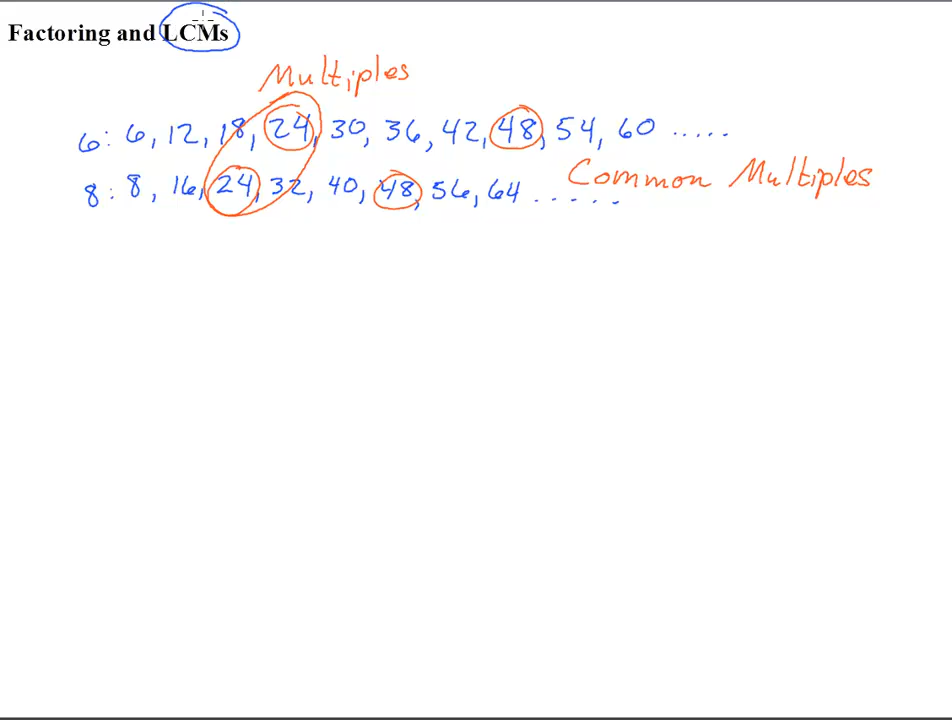 Factoring and LCMs
Multiples
6: 6, 12, 18, 24, 30, 36, 42, 48, 54, 60 .....
8: 8, 16, 24, 32, 40, 48, 56, 64 .....
Common Multiples